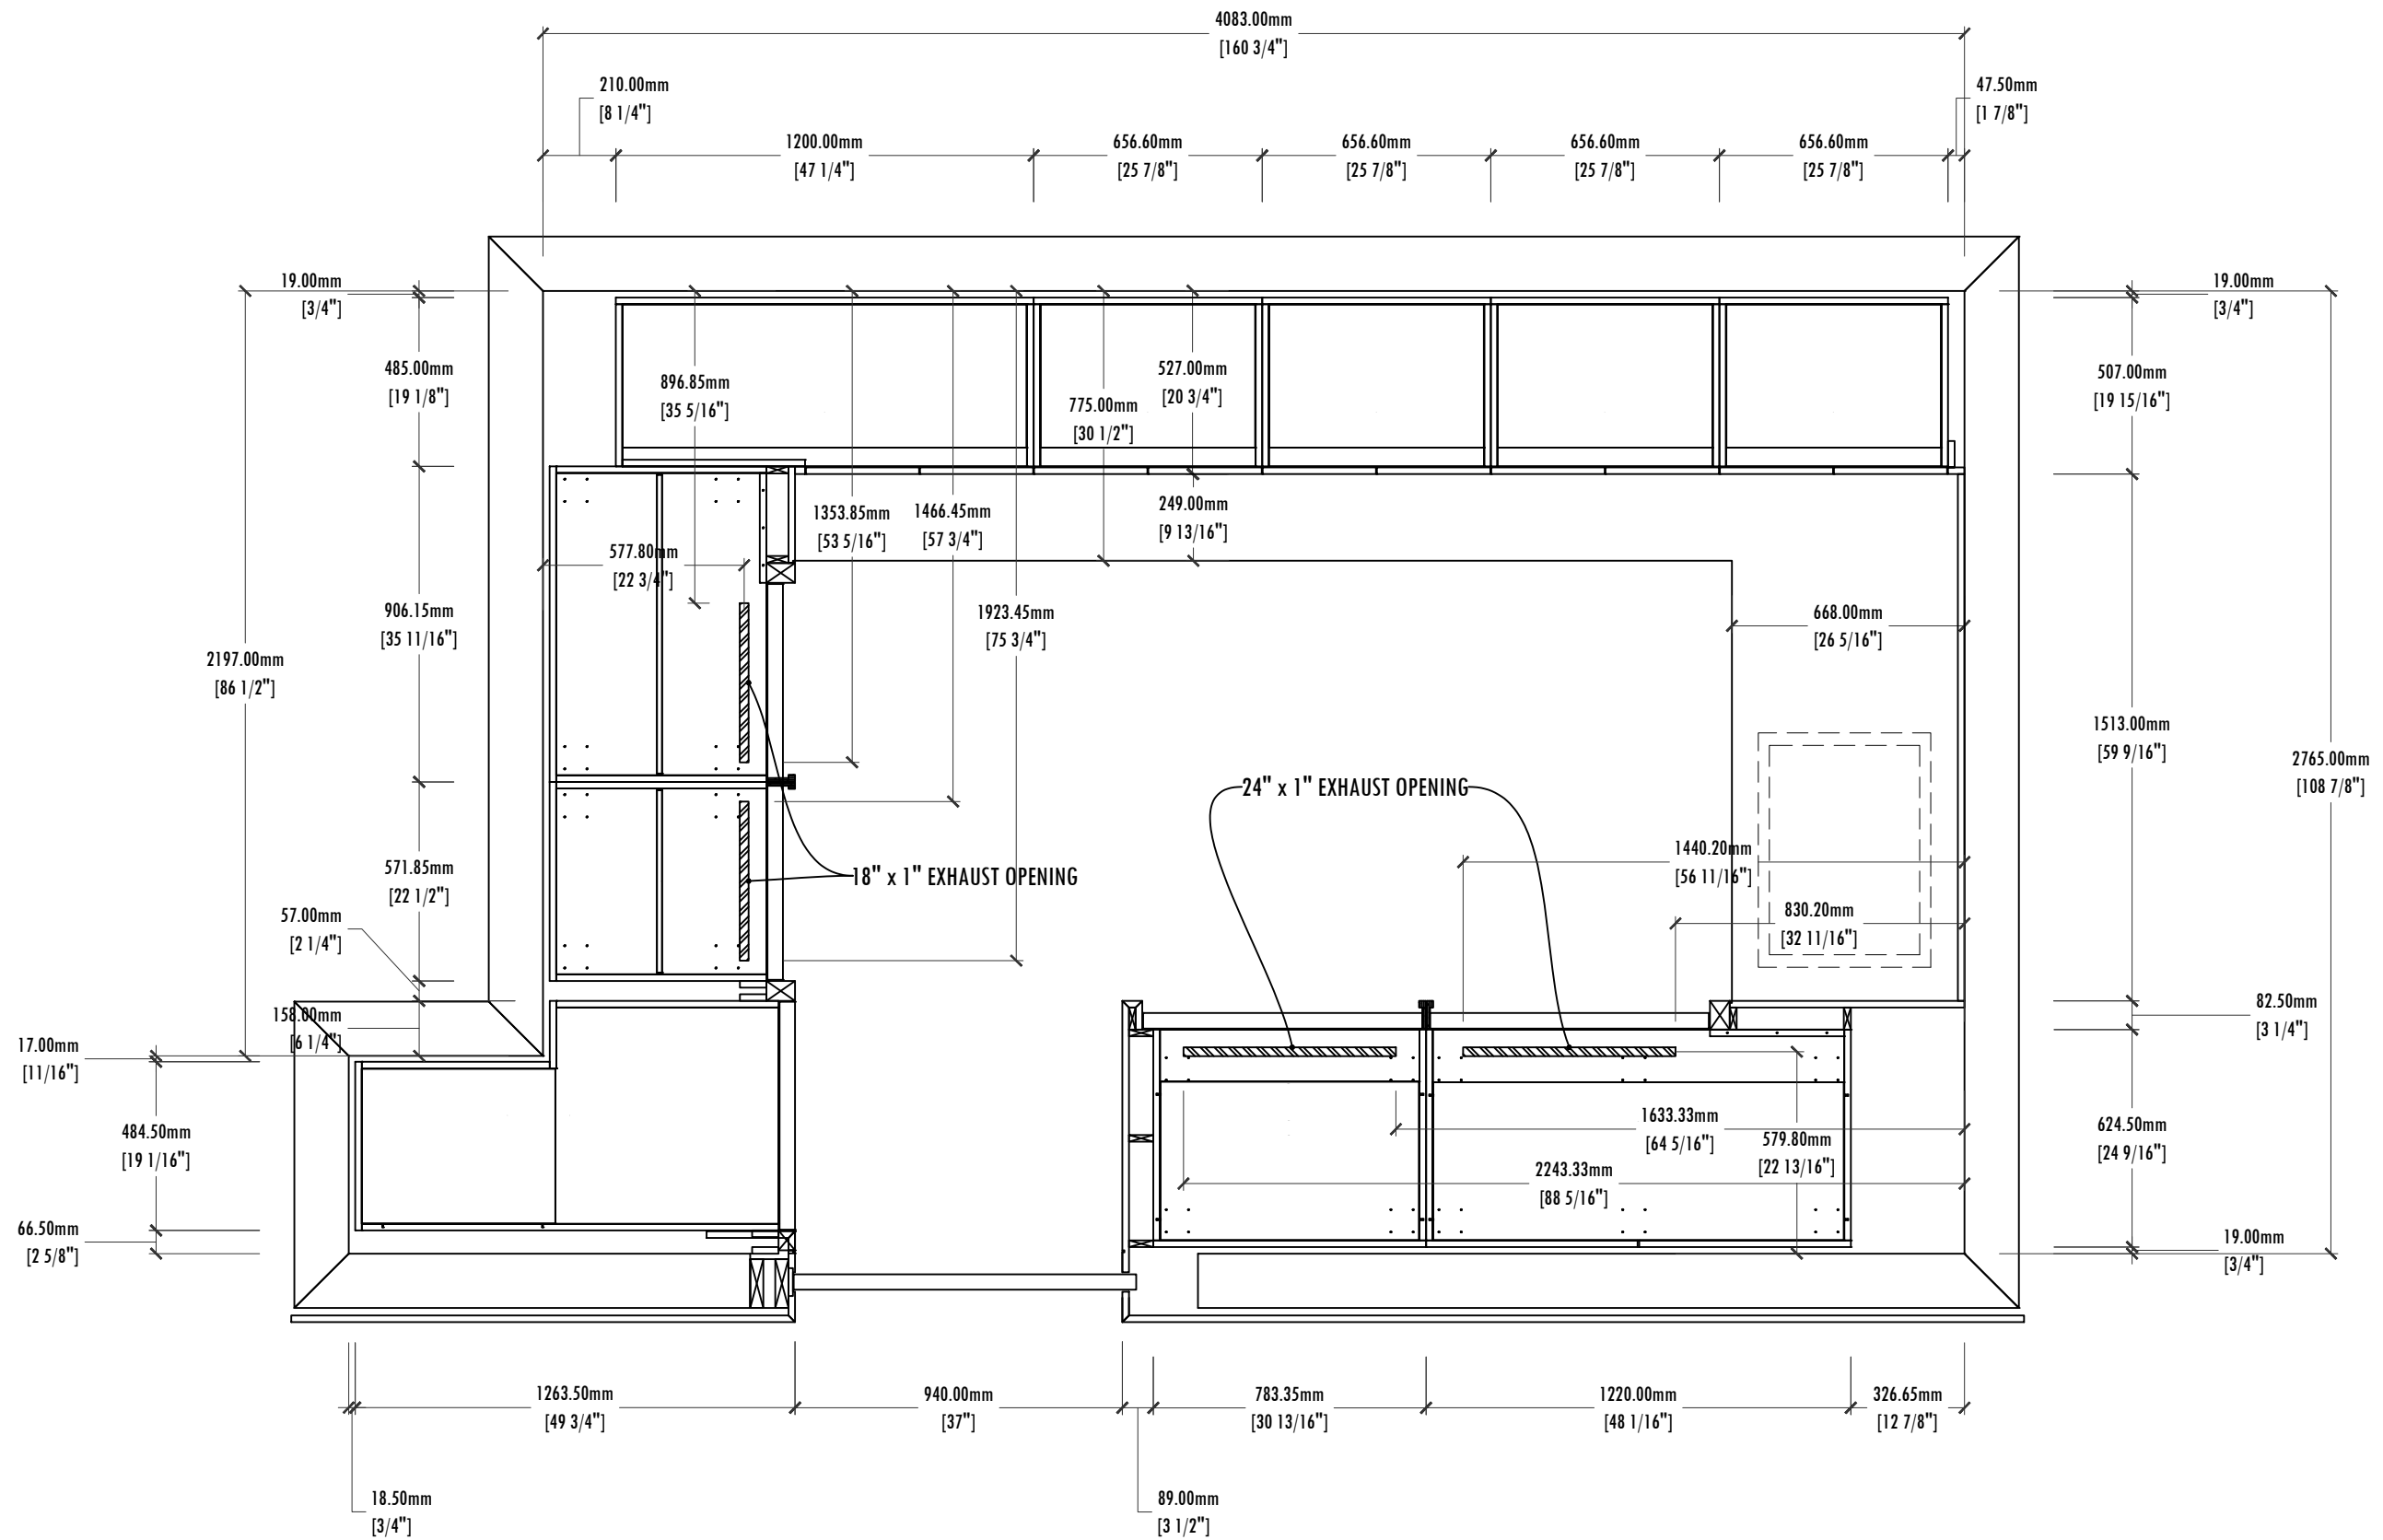 4083.00mm
[160 3/4"]
210.00mm
[8 1/4"]
47.50mm
[1 7/8"]
1200.00mm
[47 1/4"]
656.60mm
[25 7/8"]
656.60mm
[25 7/8"]
656.60mm
[25 7/8"]
656.60mm
[25 7/8"]
19.00mm
[3/4"]
19.00mm
[3/4"]
485.00mm
[19 1/8"]
896.85mm
[35 5/16"]
527.00mm
[20 3/4"]
775.00mm
[30 1/2"]
507.00mm
[19 15/16"]
1353.85mm
[53 5/16"]
1466.45mm
[57 3/4"]
249.00mm
[9 13/16"]
577.80mm
[22 3/4"]
906.15mm
[35 11/16"]
1923.45mm
[75 3/4"]
668.00mm
[26 5/16"]
2197.00mm
[86 1/2"]
1513.00mm
[59 9/16"]
2765.00mm
[108 7/8"]
24" x 1" EXHAUST OPENING
18" x 1" EXHAUST OPENING
571.85mm
[22 1/2"]
1440.20mm
[56 11/16"]
57.00mm
[2 1/4"]
830.20mm
[32 11/16"]
158.00mm
[6 1/4"]
82.50mm
[3 1/4"]
17.00mm
[11/16"]
484.50mm
[19 1/16"]
1633.33mm
[64 5/16"]
579.80mm
[22 13/16"]
624.50mm
[24 9/16"]
2243.33mm
[88 5/16"]
66.50mm
[2 5/8"]
19.00mm
[3/4"]
1263.50mm
[49 3/4"]
940.00mm
[37"]
783.35mm
[30 13/16"]
1220.00mm
[48 1/16"]
326.65mm
[12 7/8"]
18.50mm
[3/4"]
89.00mm
[3 1/2"]